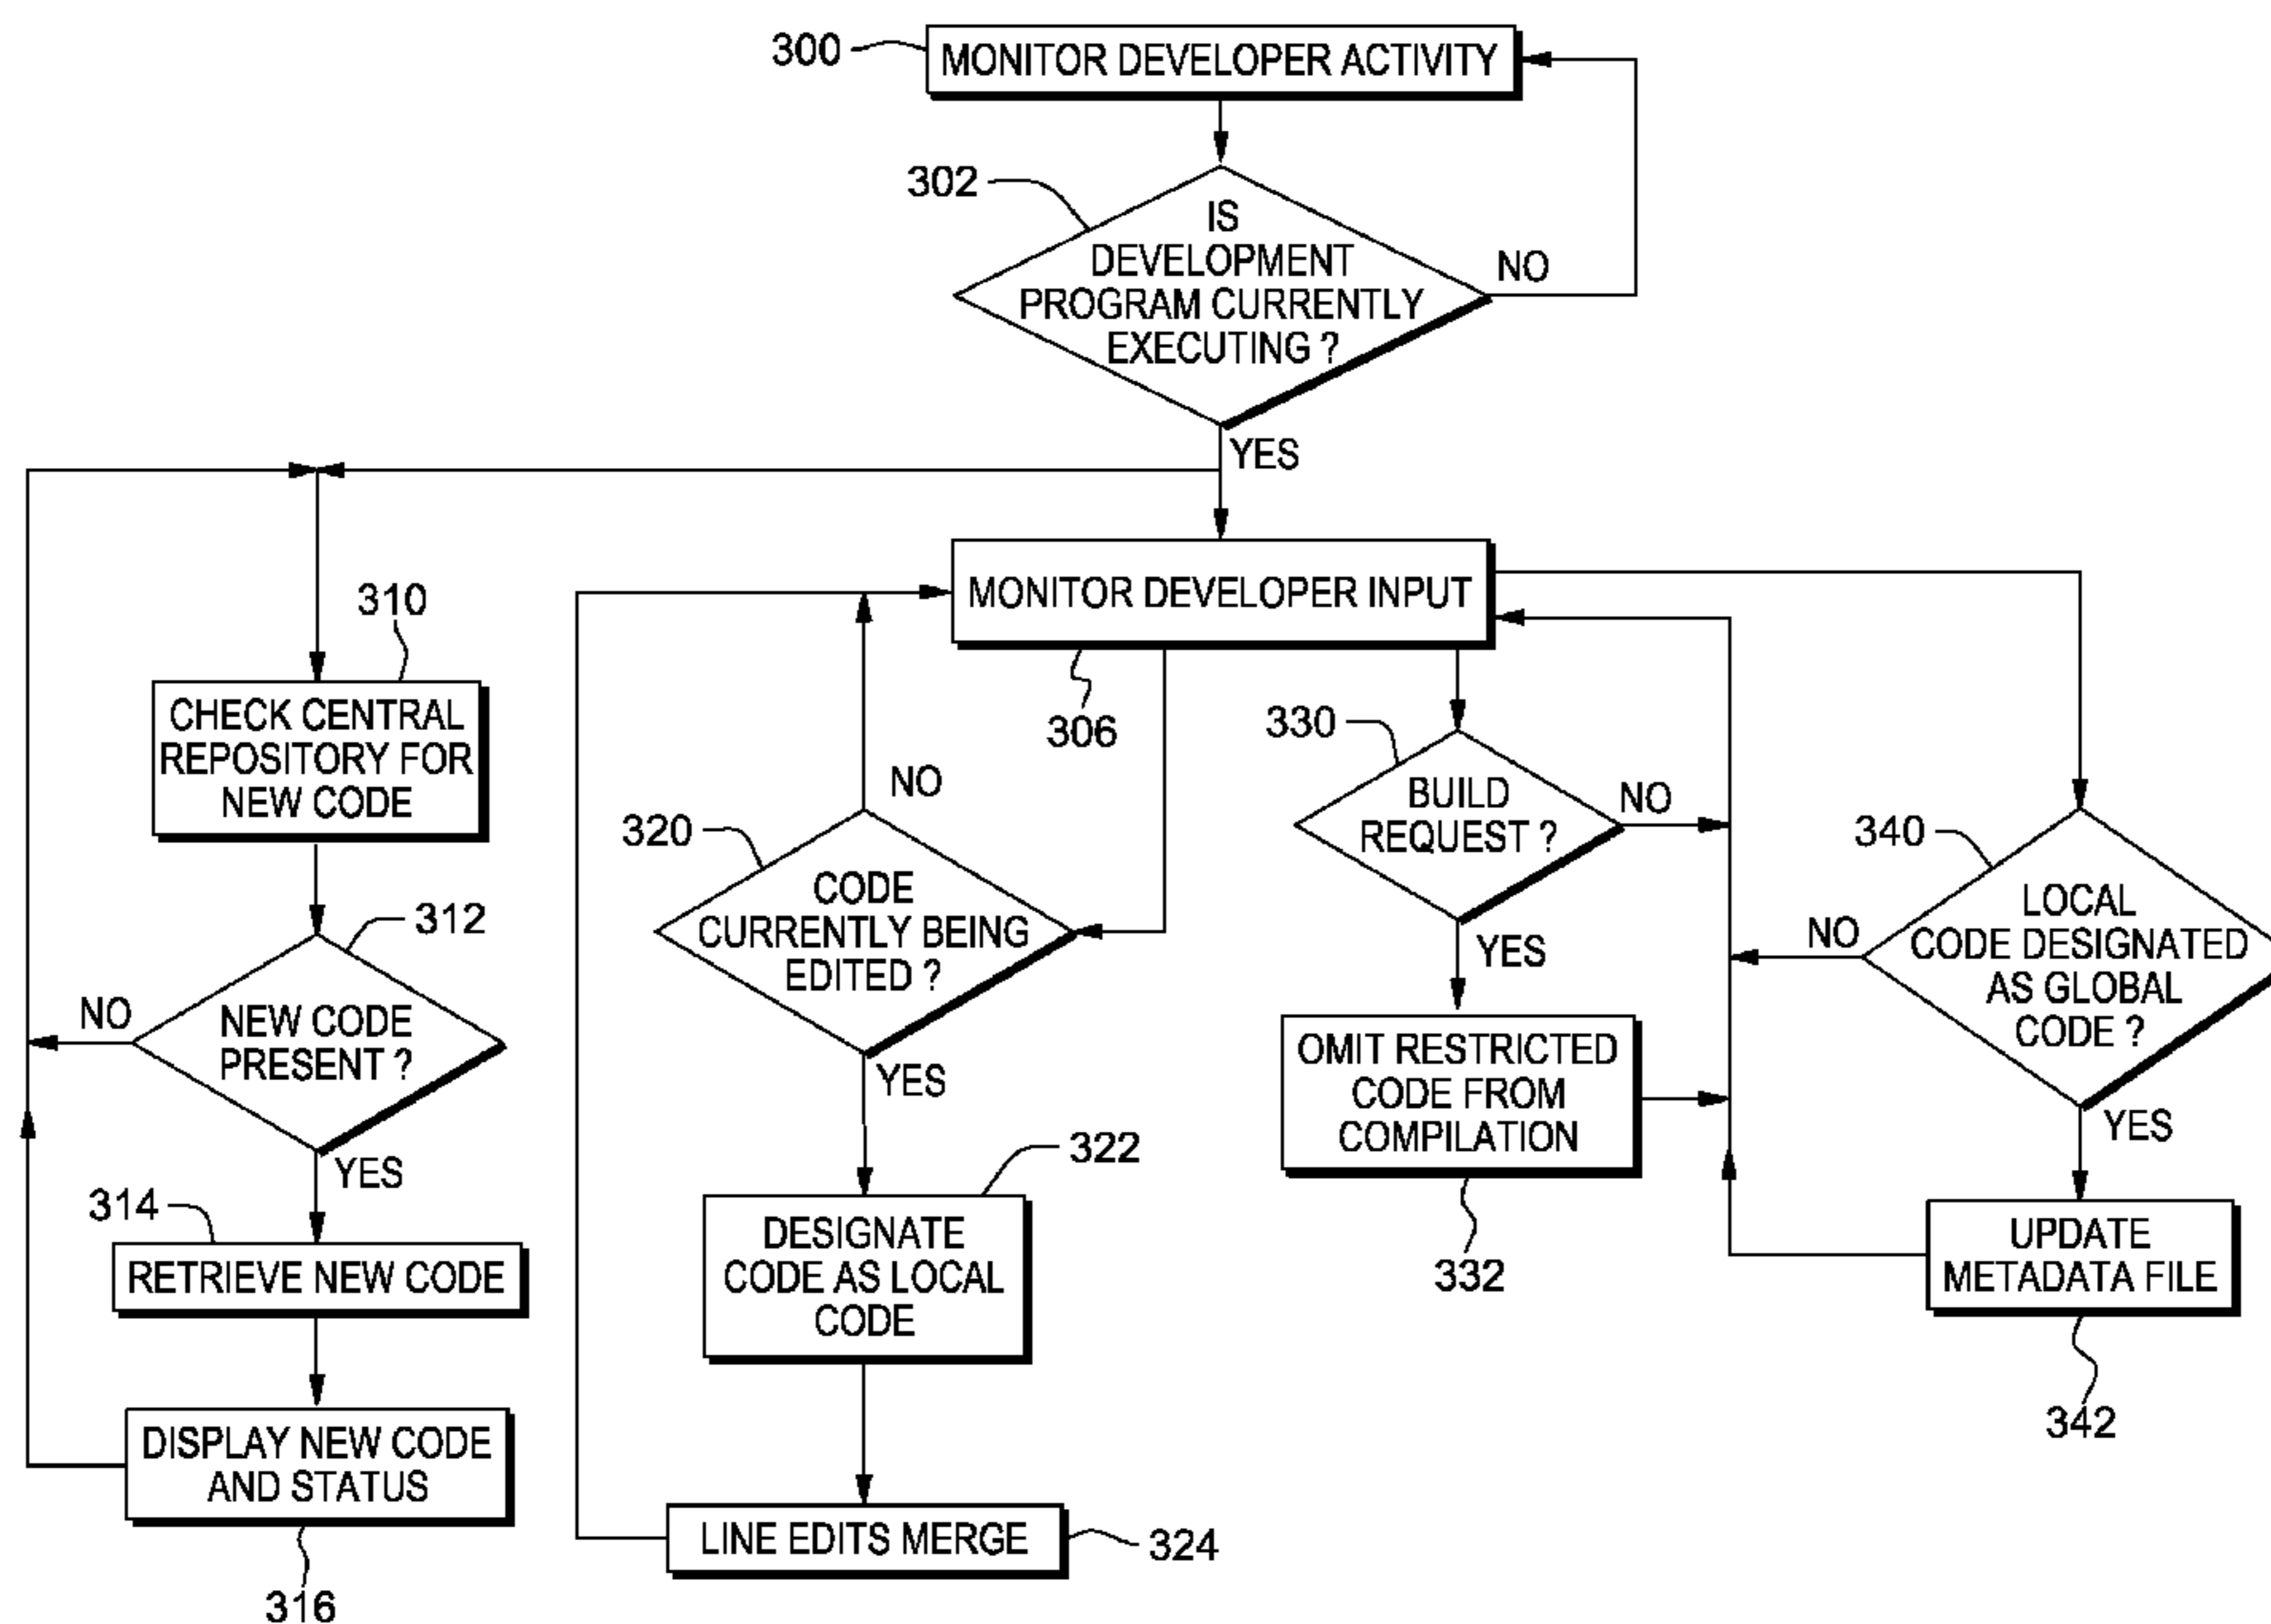 300
MONITOR DEVELOPER ACTIVITY
302
IS
DEVELOPMENT
PROGRAM CURRENTLY
EXECUTING ?
NO
YES
310
CHECK CENTRAL
REPOSITORY FOR
NEW CODE
312
NEW CODE
PRESENT ?
NO
YES
314
RETRIEVE NEW CODE
DISPLAY NEW CODE
AND STATUS
316
MONITOR DEVELOPER INPUT
306
320
NO
CODE
CURRENTLY BEING
EDITED ?
YES
322
DESIGNATE
CODE AS LOCAL
CODE
LINE EDITS MERGE
324
330
BUILD
REQUEST ?
NO
YES
OMIT RESTRICTED
CODE FROM
COMPILATION
332
340
LOCAL
CODE DESIGNATED
AS GLOBAL
CODE ?
NO
YES
UPDATE
METADATA FILE
342